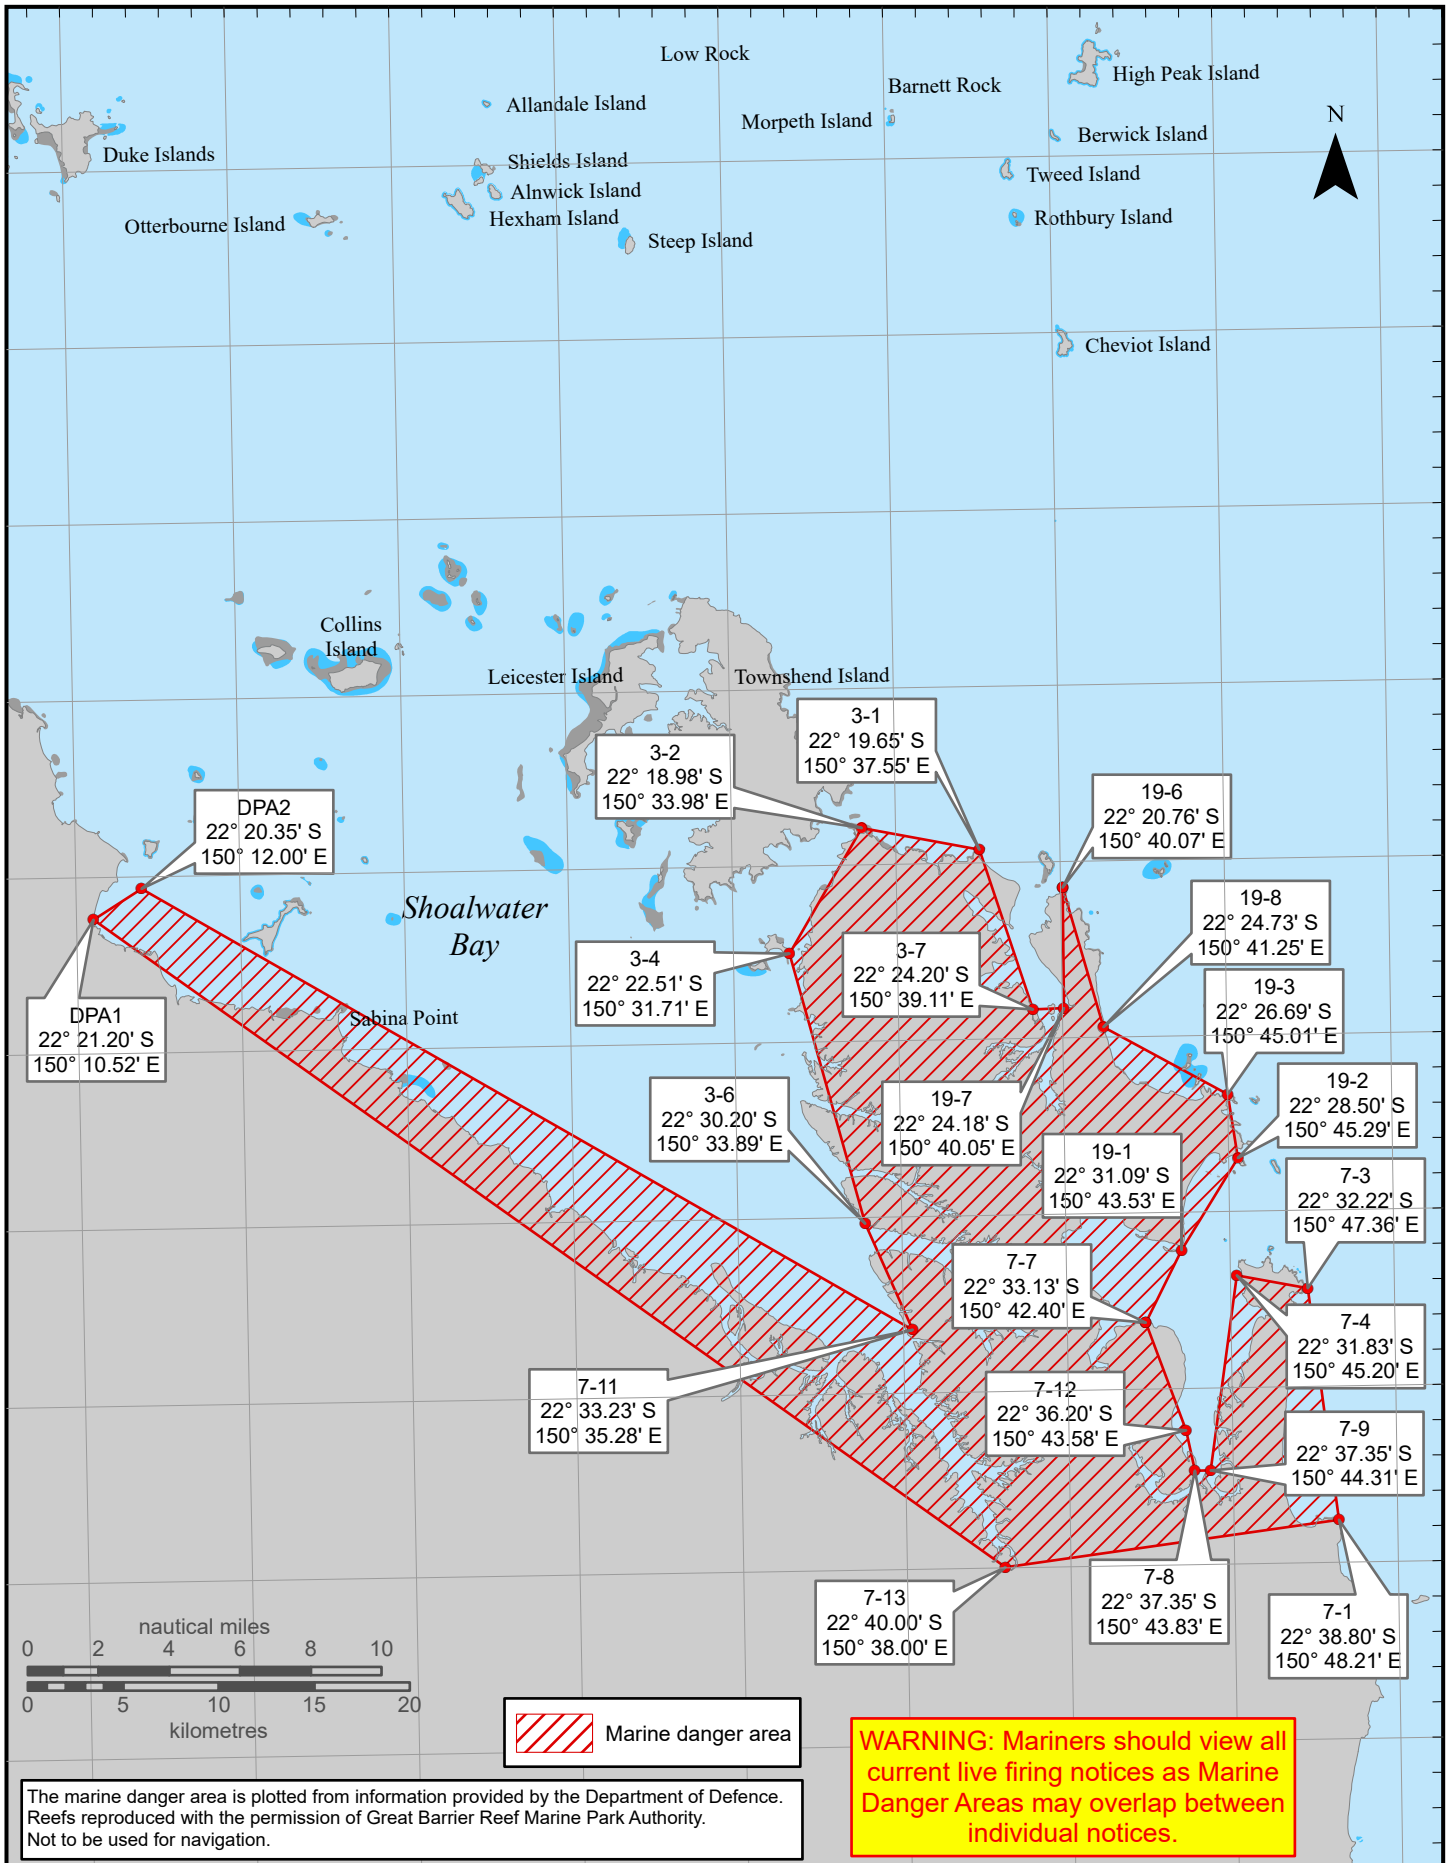 Low Rock
High Peak Island
Barnett Rock
Allandale Island
Morpeth Island
N
Berwick Island
Duke Islands
Shields Island
Tweed Island
Alnwick Island
Hexham Island
Rothbury Island
Otterbourne Island
Steep Island
Cheviot Island
Collins
Island
Leicester Island
Townshend Island
3-1
22° 19.65' S
150° 37.55' E
3-2
22° 18.98' S
150° 33.98' E
19-6
22° 20.76' S
150° 40.07' E
DPA2
22° 20.35' S
150° 12.00' E
Shoalwater
Bay
19-8
22° 24.73' S
150° 41.25' E
3-4
22° 22.51' S
150° 31.71' E
3-7
22° 24.20' S
150° 39.11' E
19-3
22° 26.69' S
150° 45.01' E
DPA1
22° 21.20' S
150° 10.52' E
Sabina Point
19-2
22° 28.50' S
150° 45.29' E
3-6
22° 30.20' S
150° 33.89' E
19-7
22° 24.18' S
150° 40.05' E
19-1
22° 31.09' S
150° 43.53' E
7-3
22° 32.22' S
150° 47.36' E
7-7
22° 33.13' S
150° 42.40' E
7-4
22° 31.83' S
150° 45.20' E
7-11
22° 33.23' S
150° 35.28' E
7-12
22° 36.20' S
150° 43.58' E
7-9
22° 37.35' S
150° 44.31' E
7-8
22° 37.35' S
150° 43.83' E
7-13
22° 40.00' S
150° 38.00' E
7-1
22° 38.80' S
150° 48.21' E
nautical miles
0 2 4 6 8 10
0 5 10 15 20
kilometres
Marine danger area
WARNING: Mariners should view all
current live firing notices as Marine
Danger Areas may overlap between
individual notices.
The marine danger area is plotted from information provided by the Department of Defence.
Reefs reproduced with the permission of Great Barrier Reef Marine Park Authority.
Not to be used for navigation.